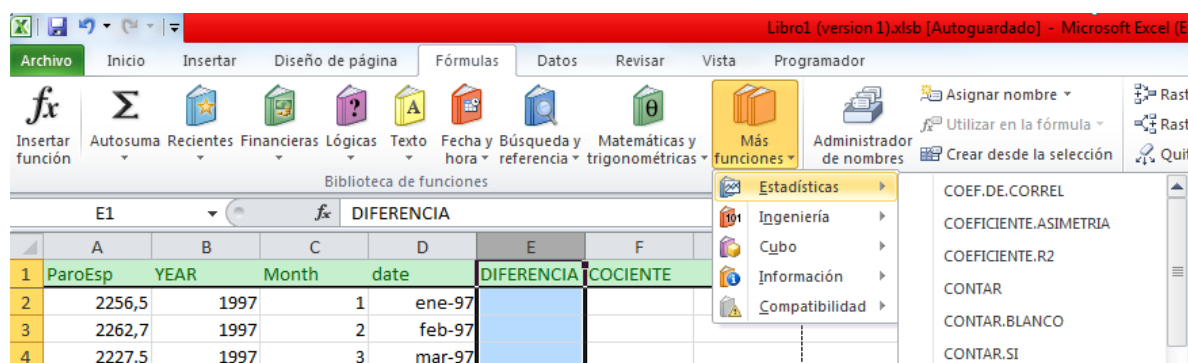 Libro1 (version 1).xlsb [Autoguardado] - Microsoft Excel (E
Archivo Inicio Insertar Diseño de página Fórmulas Datos Revisar Vista Programador
fx Σ ? A θ
Insertar función Autosuma Recientes Financieras Lógicas Texto Fecha y hora Búsqueda y referencia Matemáticas y trigonométricas Más funciones Administrador de nombres
Asignar nombre Rast
Utilizar en la fórmula Rast
Crear desde la selección Quit
Biblioteca de funciones
Estadísticas
Ingeniería
Cubo
Información
Compatibilidad
COEF.DE.CORREL
COEFICIENTE.ASIMETRIA
COEFICIENTE.R2
CONTAR
CONTAR.BLANCO
CONTAR.SI
E1 fx DIFERENCIA
A B C D E F
1 ParoEsp YEAR Month date DIFERENCIA COCIENTE
2 2256,5 1997 1 ene-97
3 2262,7 1997 2 feb-97
4 2227,5 1997 3 mar-97